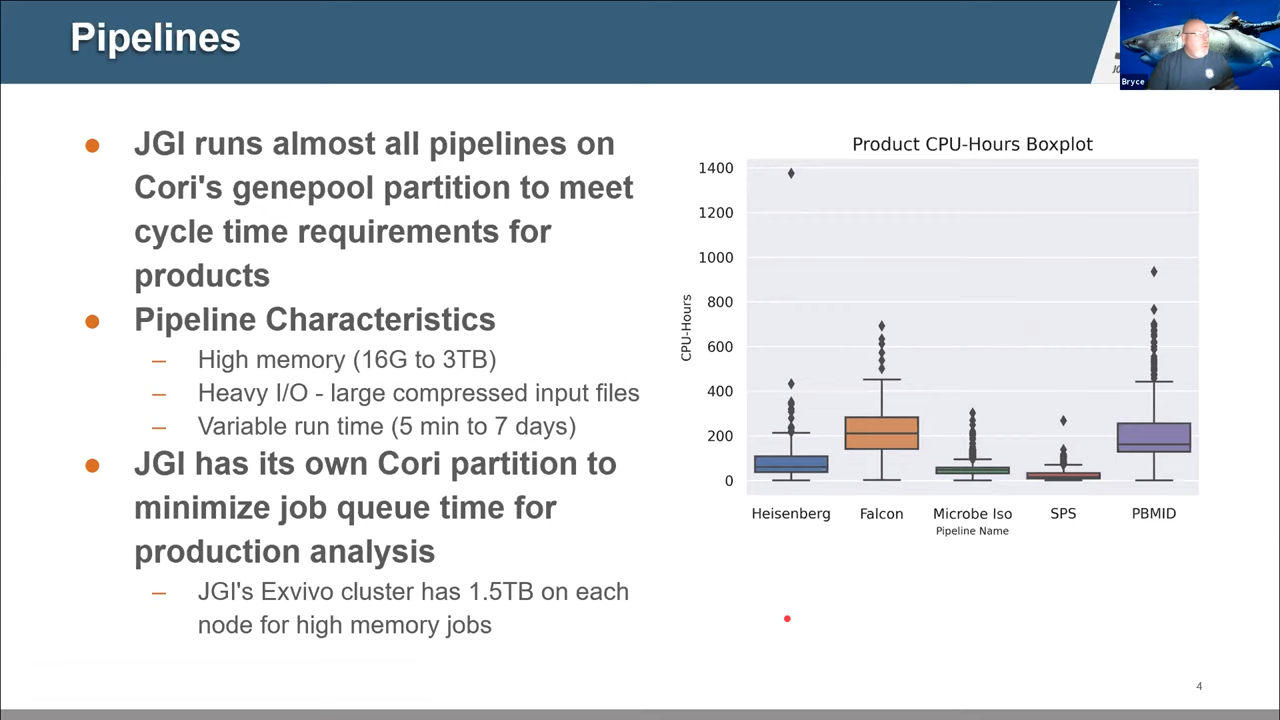 Pipelines
Bryce
● JGI runs almost all pipelines on
Cori's genepool partition to meet
cycle time requirements for
products
● Pipeline Characteristics
– High memory (16G to 3TB)
– Heavy I/O - large compressed input files
– Variable run time (5 min to 7 days)
● JGI has its own Cori partition to
minimize job queue time for
production analysis
– JGI's Exvivo cluster has 1.5TB on each
node for high memory jobs
Product CPU-Hours Boxplot
CPU-Hours
1400
1200
1000
800
600
400
200
0
Heisenberg Falcon Microbe Iso SPS PBMID
Pipeline Name
4